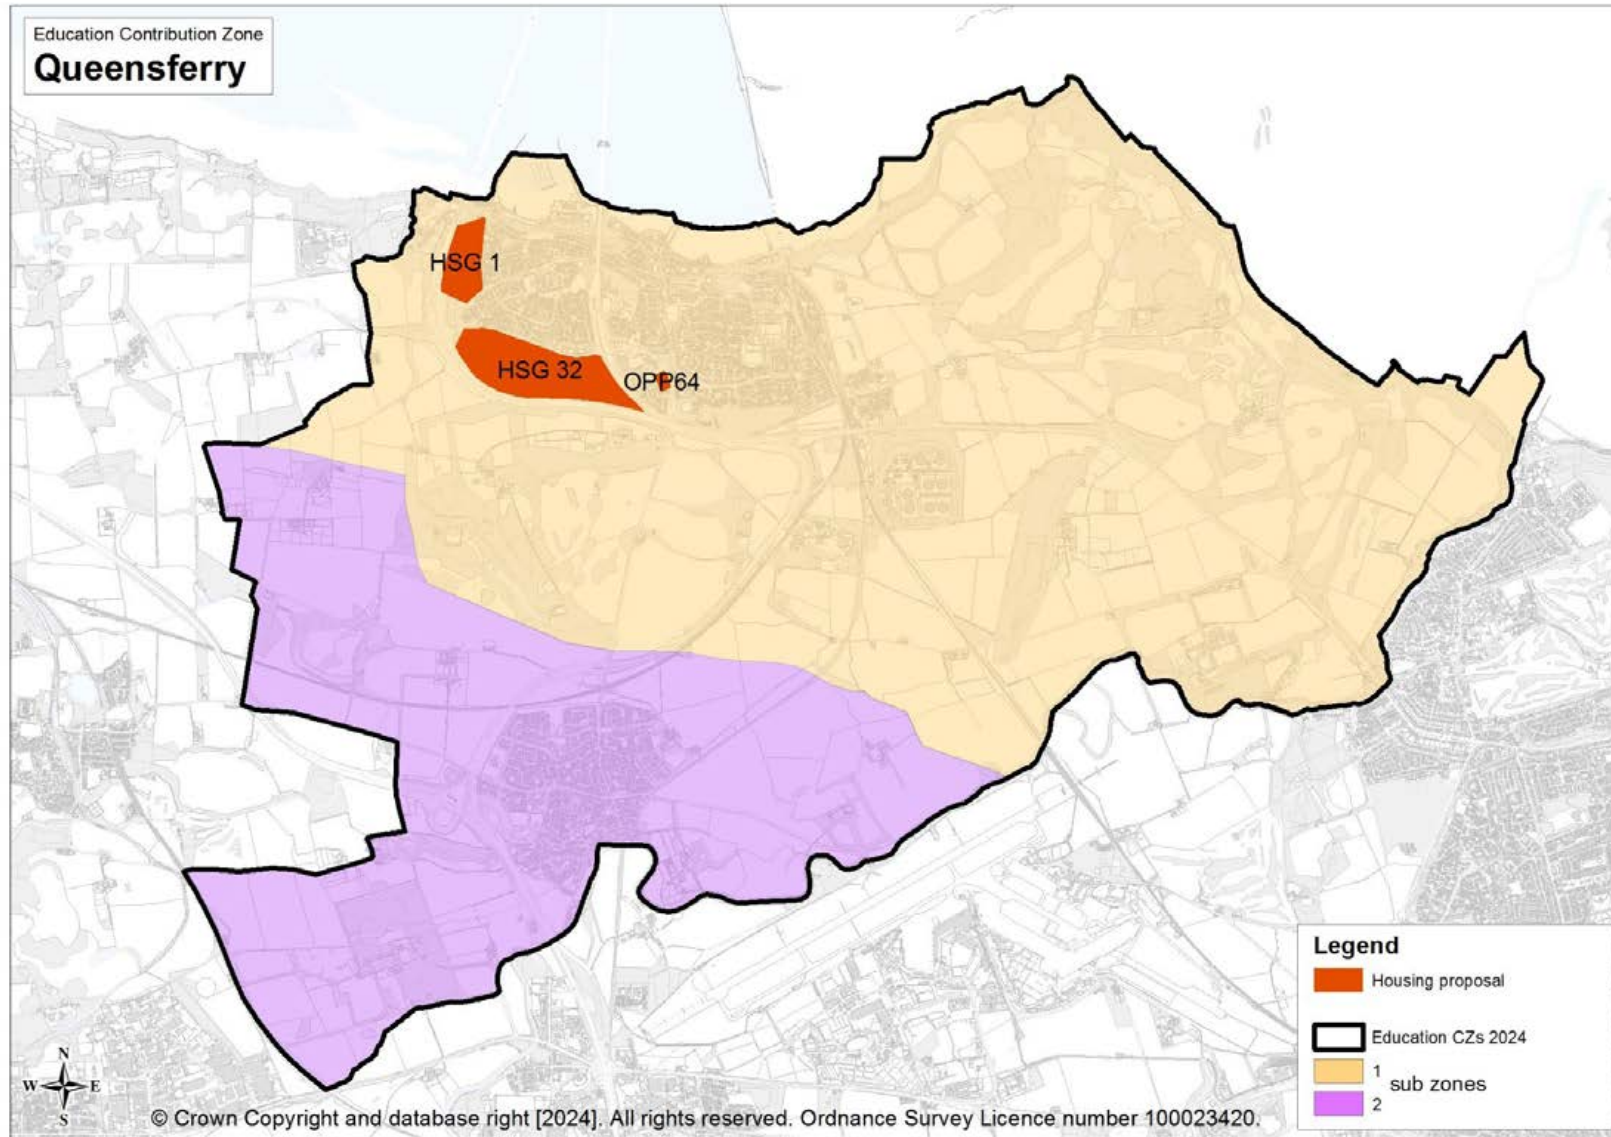 Education Contribution Zone
Queensferry
HSG 1
HSG 32
OPP64
Legend
Housing proposal
Education CZs 2024
1
sub zones
2
N
W E
S
© Crown Copyright and database right [2024]. All rights reserved. Ordnance Survey Licence number 100023420.